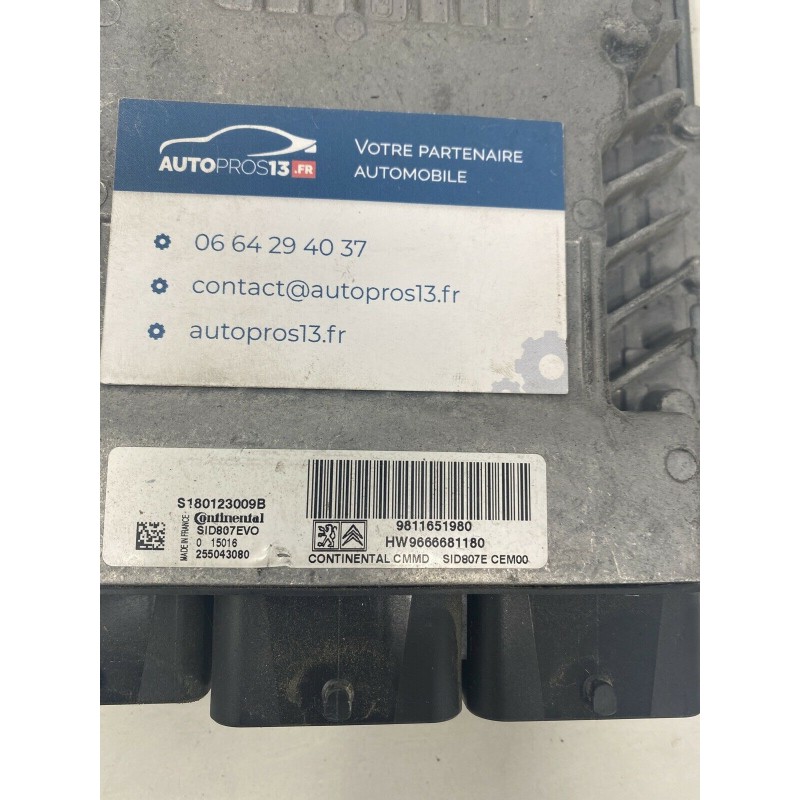 AUTOPROS13.FR
VOTRE PARTENAIRE
AUTOMOBILE
06 64 29 40 37
contact@autopros13.fr
autopros13.fr
S180123009B
Continental
SID807EVO
0 15016
255043080
MADE IN FRANCE
9811651980
HW9666681180
CONTINENTAL CMMD SID807E CEM00